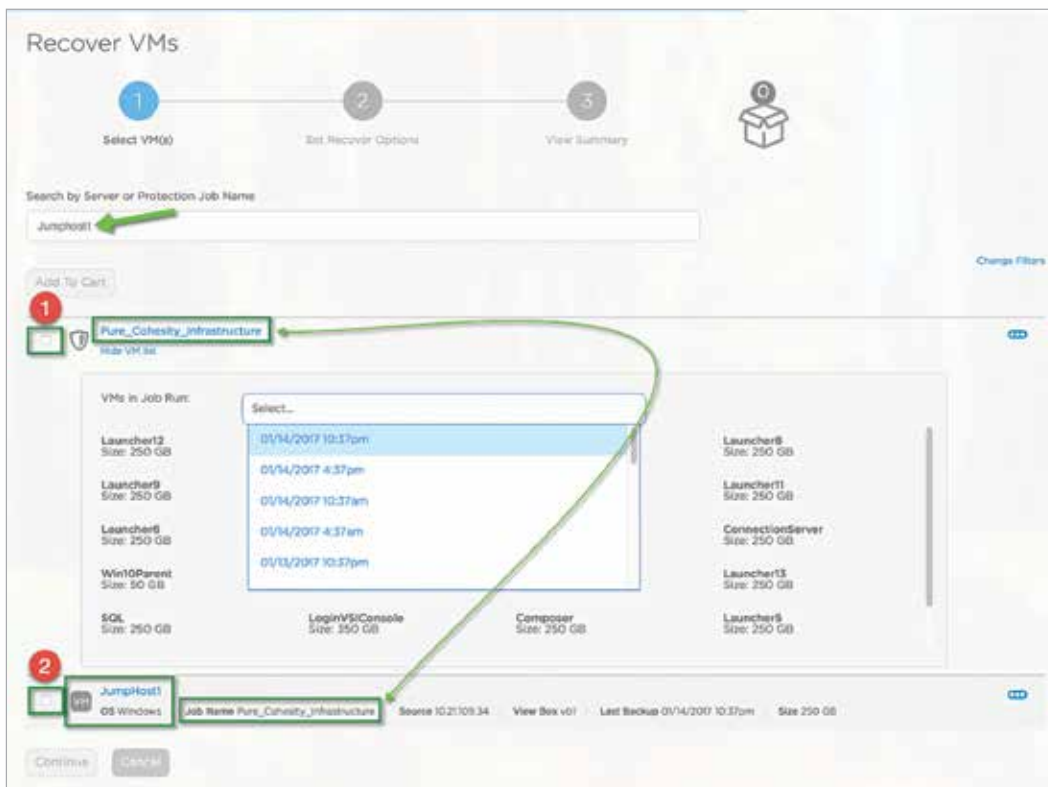 Recover VMs
1
2
3
0
Select VM(s)
Set Recover Options
View Summary
Search by Server or Protection Job Name
Jumphost1
Change Filters
Add To Cart
1
Pure_Cohesity_Infrastructure
Hide VM list
VMs in Job Run:
Select...
01/14/2017 10:37pm
01/14/2017 4:37pm
01/14/2017 10:37am
01/14/2017 4:37am
01/13/2017 10:37pm
Launcher12
Size: 250 GB
Launcher9
Size: 250 GB
Launcher6
Size: 250 GB
Win10Parent
Size: 50 GB
SQL
Size: 250 GB
LoginVSIConsole
Size: 350 GB
Composer
Size: 250 GB
Launcher8
Size: 250 GB
Launcher11
Size: 250 GB
ConnectionServer
Size: 250 GB
Launcher13
Size: 250 GB
Launcher5
Size: 250 GB
2
VM
JumpHost1
OS Windows Job Name Pure_Cohesity_Infrastructure Source 10.21.109.34 View Box v01 Last Backup 01/14/2017 10:37pm Size 250 GB
Continue
Cancel